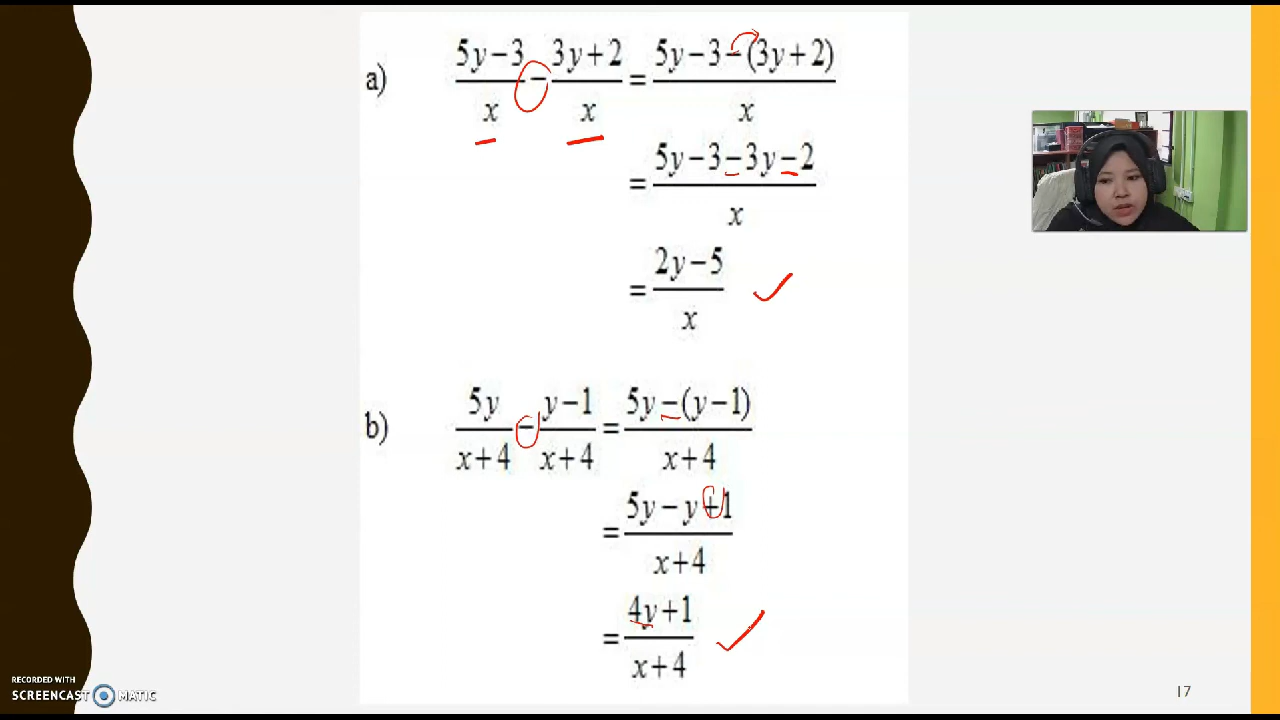 a) (5y−3)/x − (3y+2)/x = (5y−3−(3y+2))/x
= (5y−3−3y−2)/x
= (2y−5)/x
b) 5y/(x+4) − (y−1)/(x+4) = (5y−(y−1))/(x+4)
= (5y−y+1)/(x+4)
= (4y+1)/(x+4)
RECORDED WITH
SCREENCAST MATIC
17